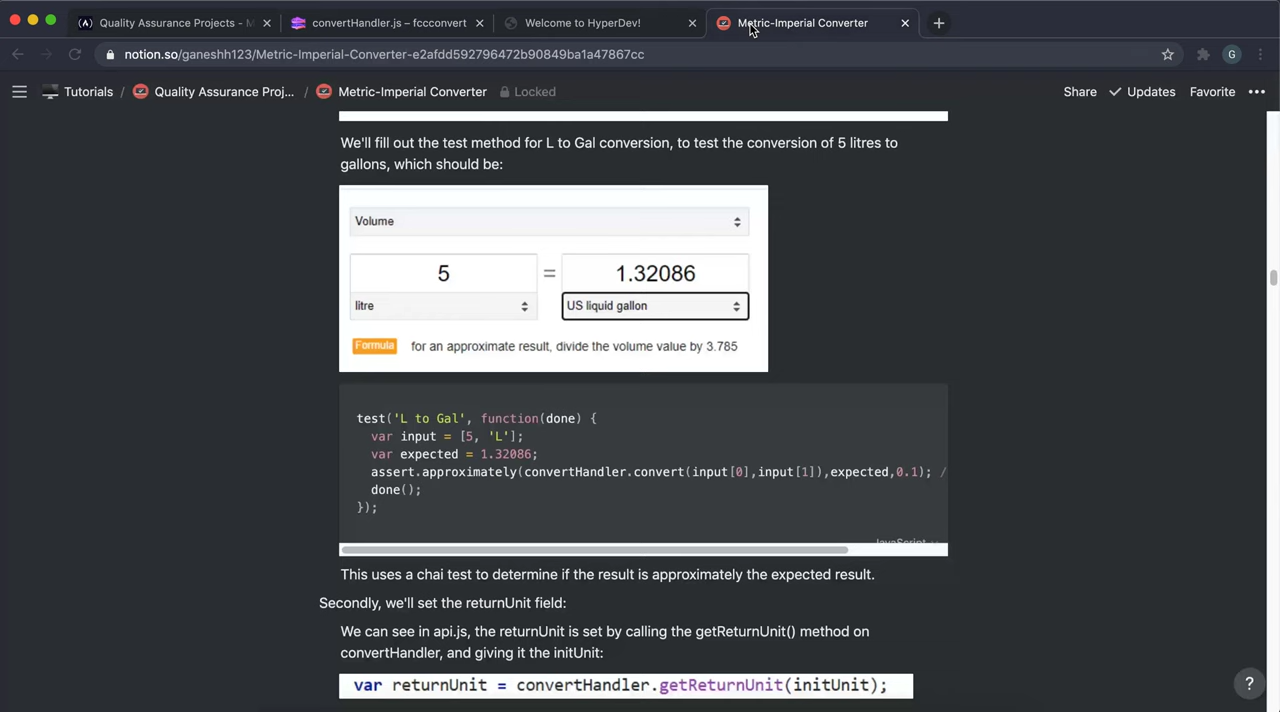 Quality Assurance Projects - M
convertHandler.js – fccconvert
Welcome to HyperDev!
Metric-Imperial Converter
notion.so/ganeshh123/Metric-Imperial-Converter-e2afdd592796472b90849ba1a47867cc
G
Tutorials / Quality Assurance Proj... / Metric-Imperial Converter Locked
Share Updates Favorite
We'll fill out the test method for L to Gal conversion, to test the conversion of 5 litres to
gallons, which should be:
Volume
5 = 1.32086
litre US liquid gallon
Formula for an approximate result, divide the volume value by 3.785
test('L to Gal', function(done) {
var input = [5, 'L'];
var expected = 1.32086;
assert.approximately(convertHandler.convert(input[0],input[1]),expected,0.1); /
done();
});
JavaScript
This uses a chai test to determine if the result is approximately the expected result.
Secondly, we'll set the returnUnit field:
We can see in api.js, the returnUnit is set by calling the getReturnUnit() method on
convertHandler, and giving it the initUnit:
var returnUnit = convertHandler.getReturnUnit(initUnit);
?